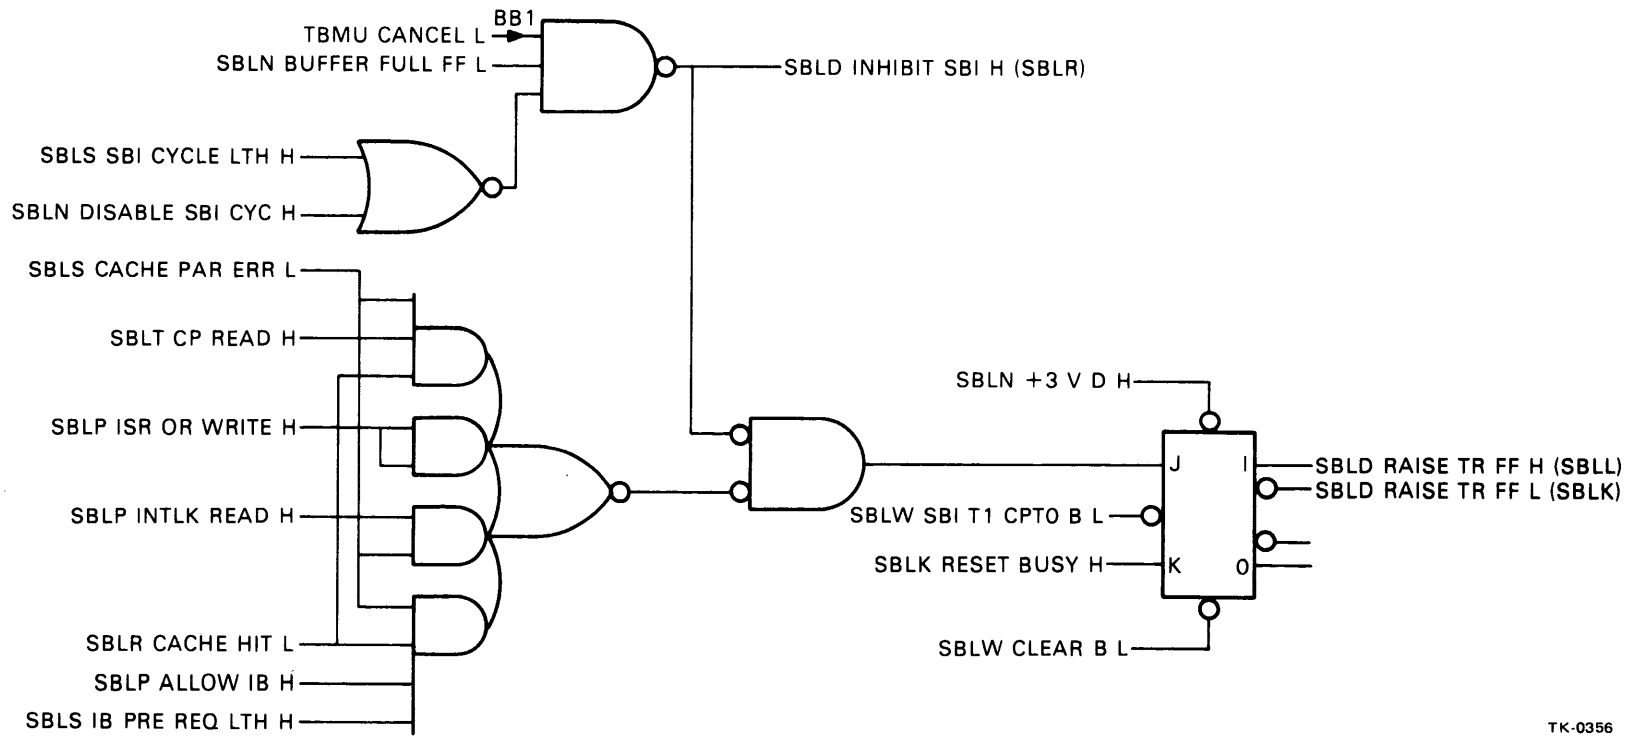 BB1
TBMU CANCEL L
SBLN BUFFER FULL FF L
SBLD INHIBIT SBI H (SBLR)
SBLS SBI CYCLE LTH H
SBLN DISABLE SBI CYC H
SBLS CACHE PAR ERR L
SBLT CP READ H
SBLN +3 V D H
SBLP ISR OR WRITE H
J
1
SBLD RAISE TR FF H (SBLL)
SBLD RAISE TR FF L (SBLK)
SBLP INTLK READ H
SBLW SBI T1 CPT0 B L
SBLK RESET BUSY H
K
0
SBLR CACHE HIT L
SBLW CLEAR B L
SBLP ALLOW IB H
SBLS IB PRE REQ LTH H
TK-0356